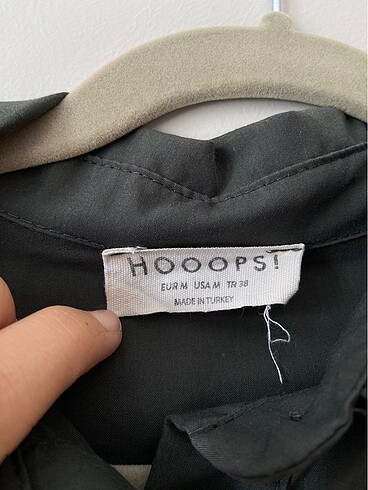 HOOOPS!
EUR M USA M TR 38
MADE IN TURKEY